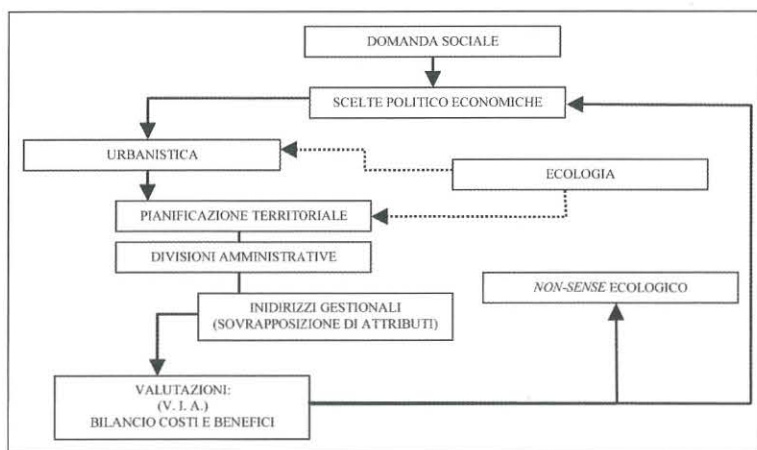 DOMANDA SOCIALE
SCELTE POLITICO ECONOMICHE
URBANISTICA
ECOLOGIA
PIANIFICAZIONE TERRITORIALE
DIVISIONI AMMINISTRATIVE
NON-SENSE ECOLOGICO
INIDIRIZZI GESTIONALI
(SOVRAPPOSIZIONE DI ATTRIBUTI)
VALUTAZIONI:
(V. I. A.)
BILANCIO COSTI E BENEFICI